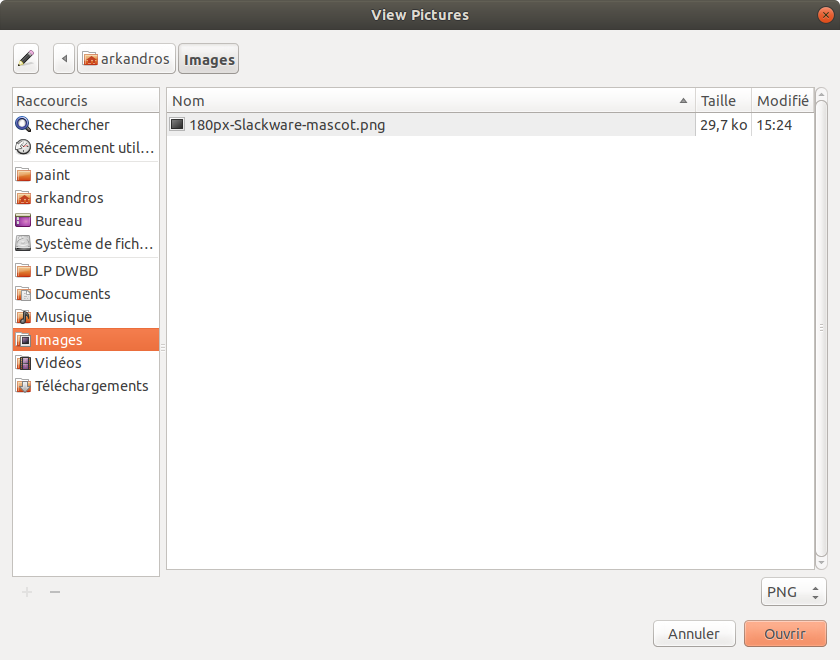 View Pictures
arkandros
Images
Raccourcis
Rechercher
Récemment util...
paint
arkandros
Bureau
Système de fich...
LP DWBD
Documents
Musique
Images
Vidéos
Téléchargements
Nom Taille Modifié
180px-Slackware-mascot.png 29,7 ko 15:24
PNG
Annuler Ouvrir